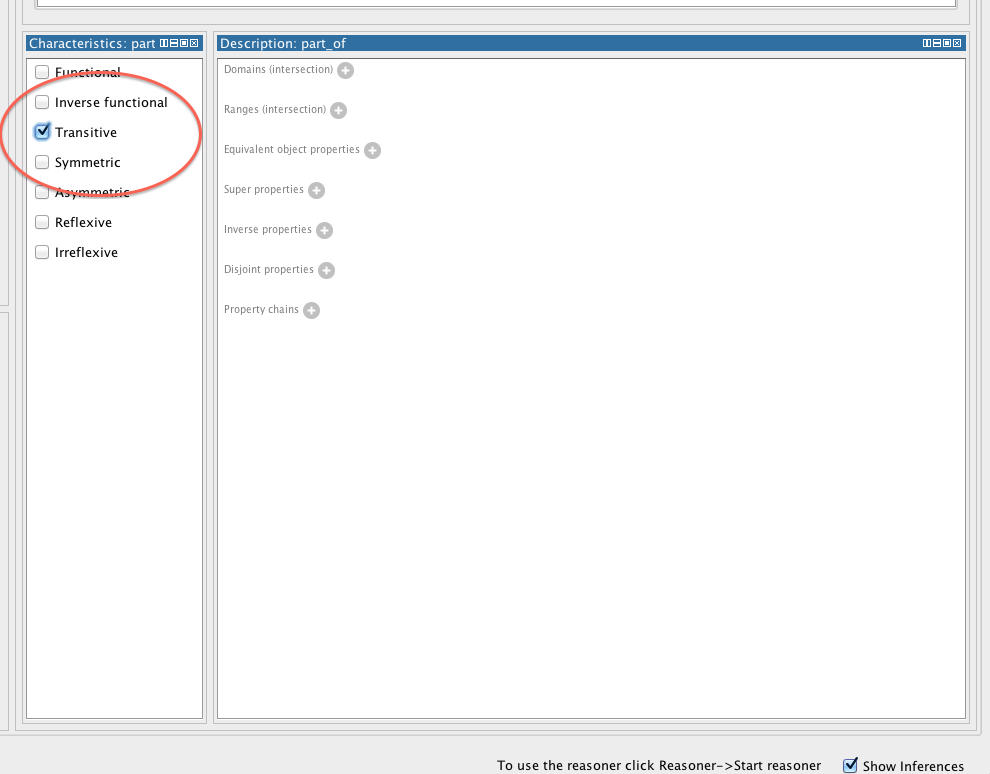 Characteristics: part
Functional
Inverse functional
Transitive
Symmetric
Asymmetric
Reflexive
Irreflexive
Description: part_of
Domains (intersection)
Ranges (intersection)
Equivalent object properties
Super properties
Inverse properties
Disjoint properties
Property chains
To use the reasoner click Reasoner->Start reasoner
Show Inferences